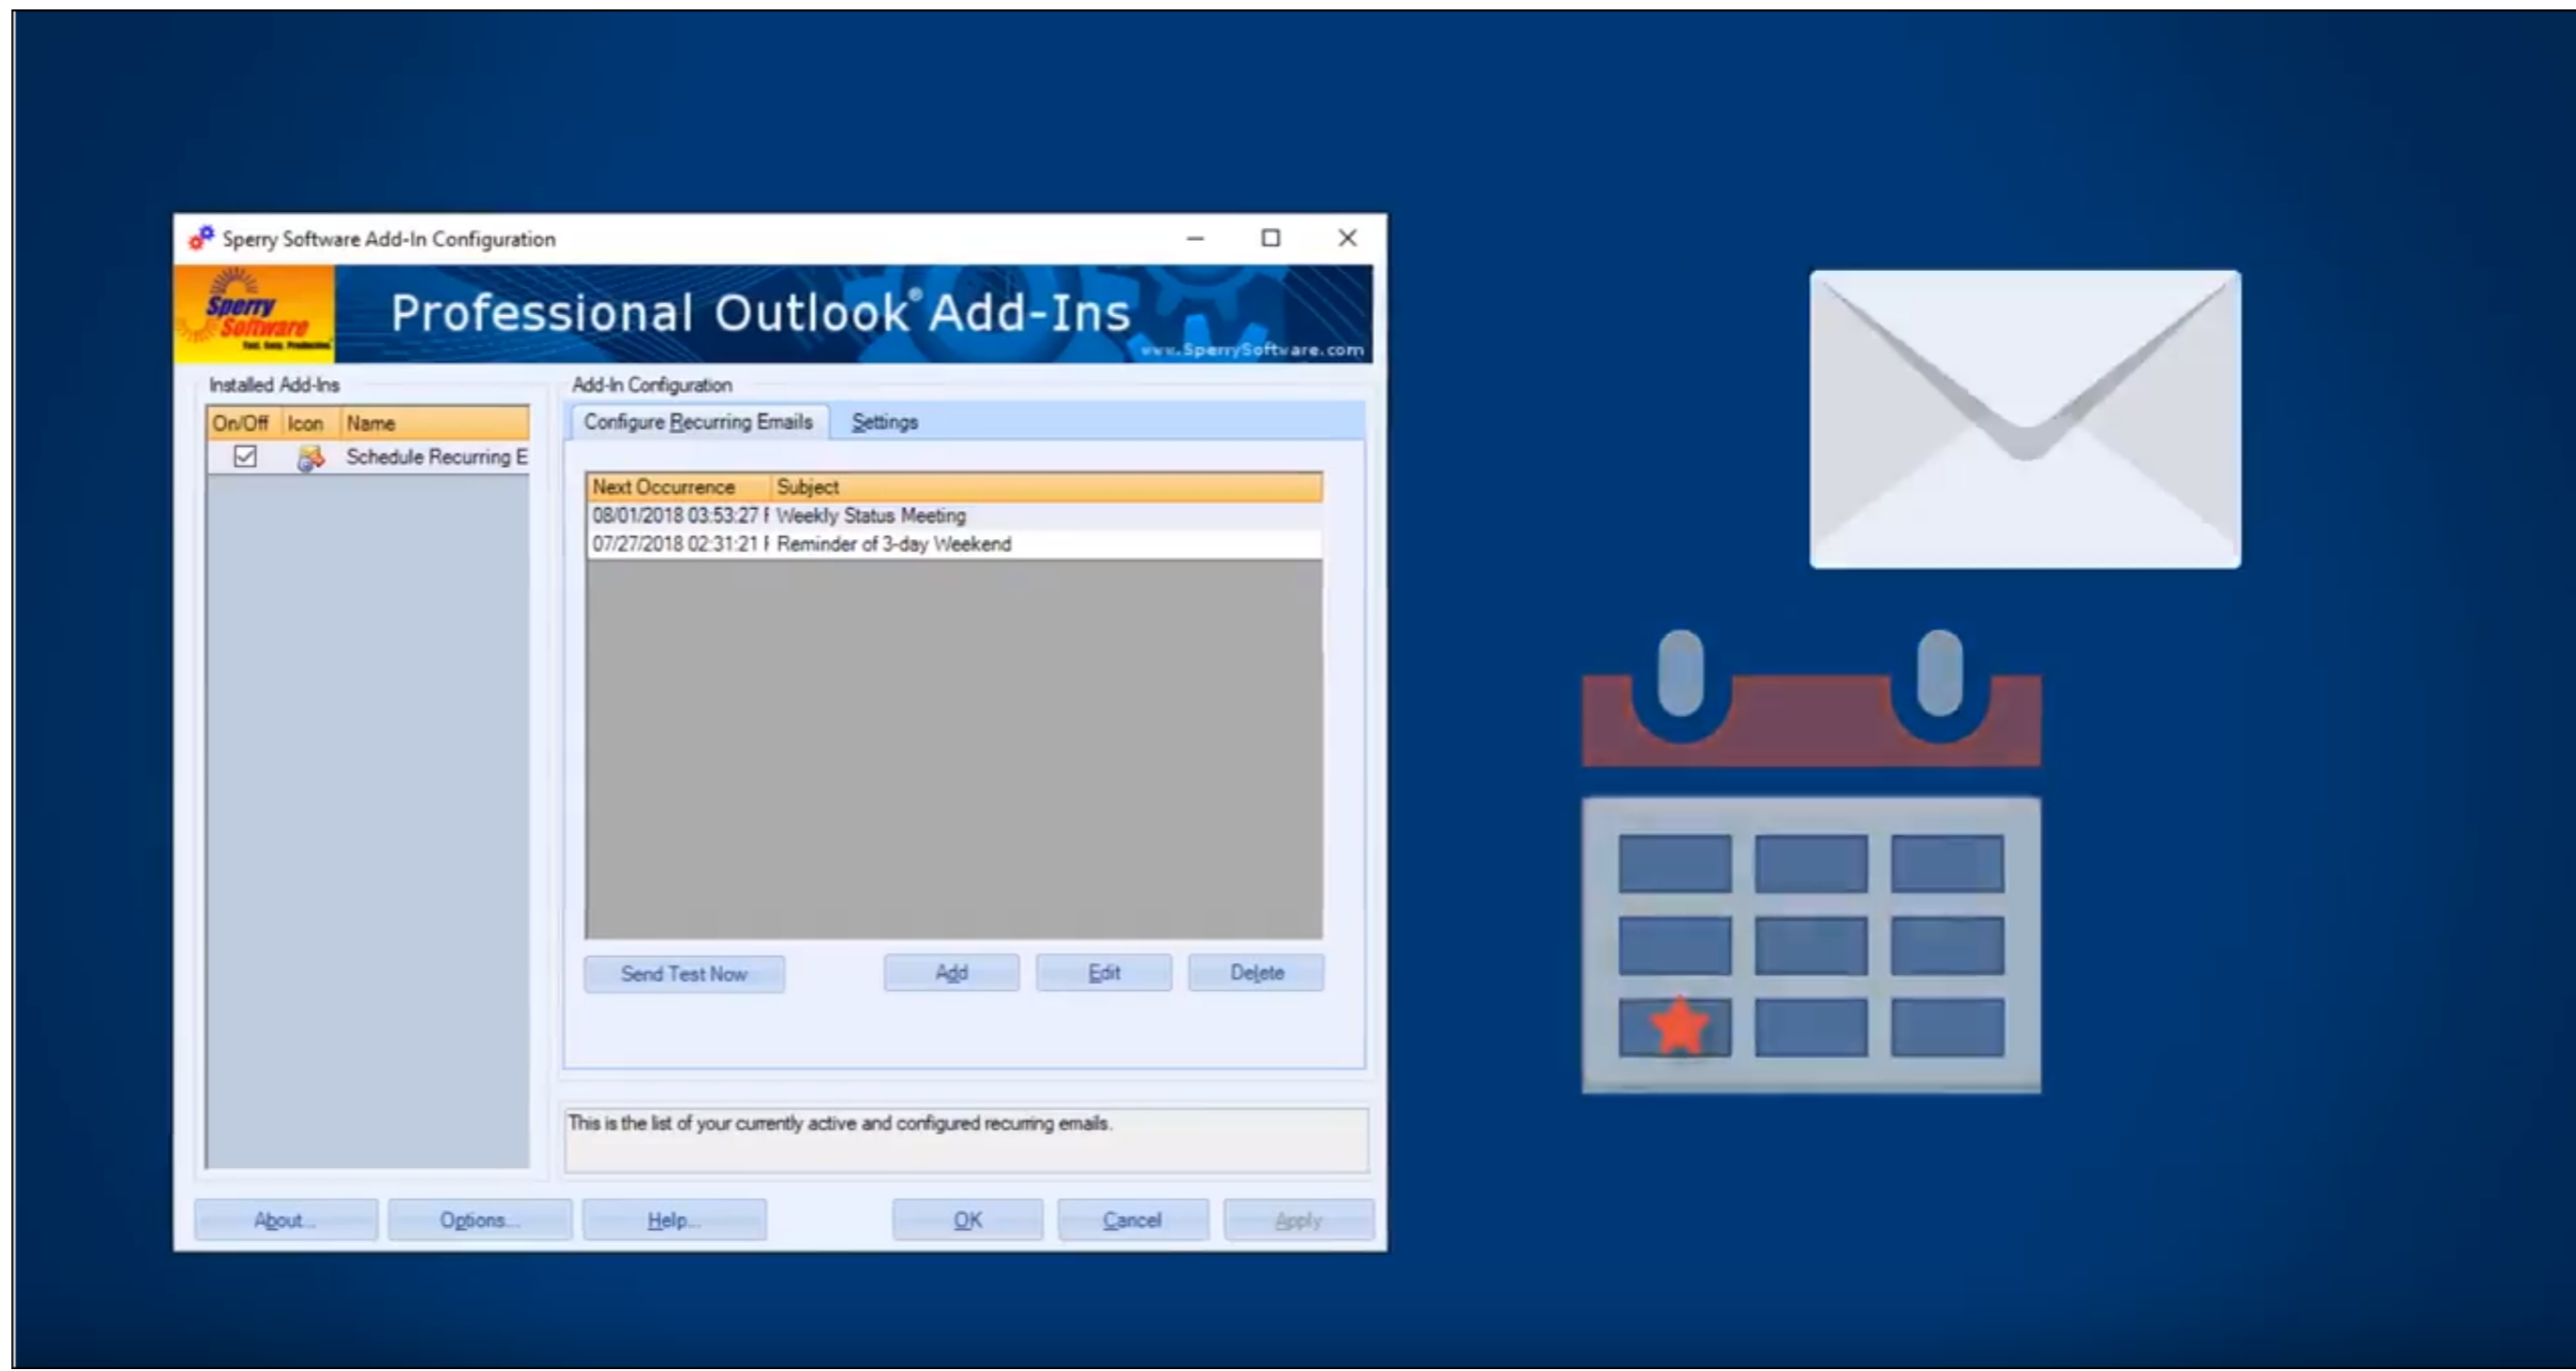 Sperry Software Add-In Configuration
Sperry
Software
Professional Outlook® Add-Ins
www.SperrySoftware.com
Installed Add-Ins
On/Off Icon Name
Schedule Recurring E
Add-In Configuration
Configure Recurring Emails Settings
Next Occurrence Subject
08/01/2018 03:53:27 Weekly Status Meeting
07/27/2018 02:31:21 Reminder of 3-day Weekend
Send Test Now Add Edit Delete
This is the list of your currently active and configured recurring emails.
About... Options... Help... OK Cancel Apply